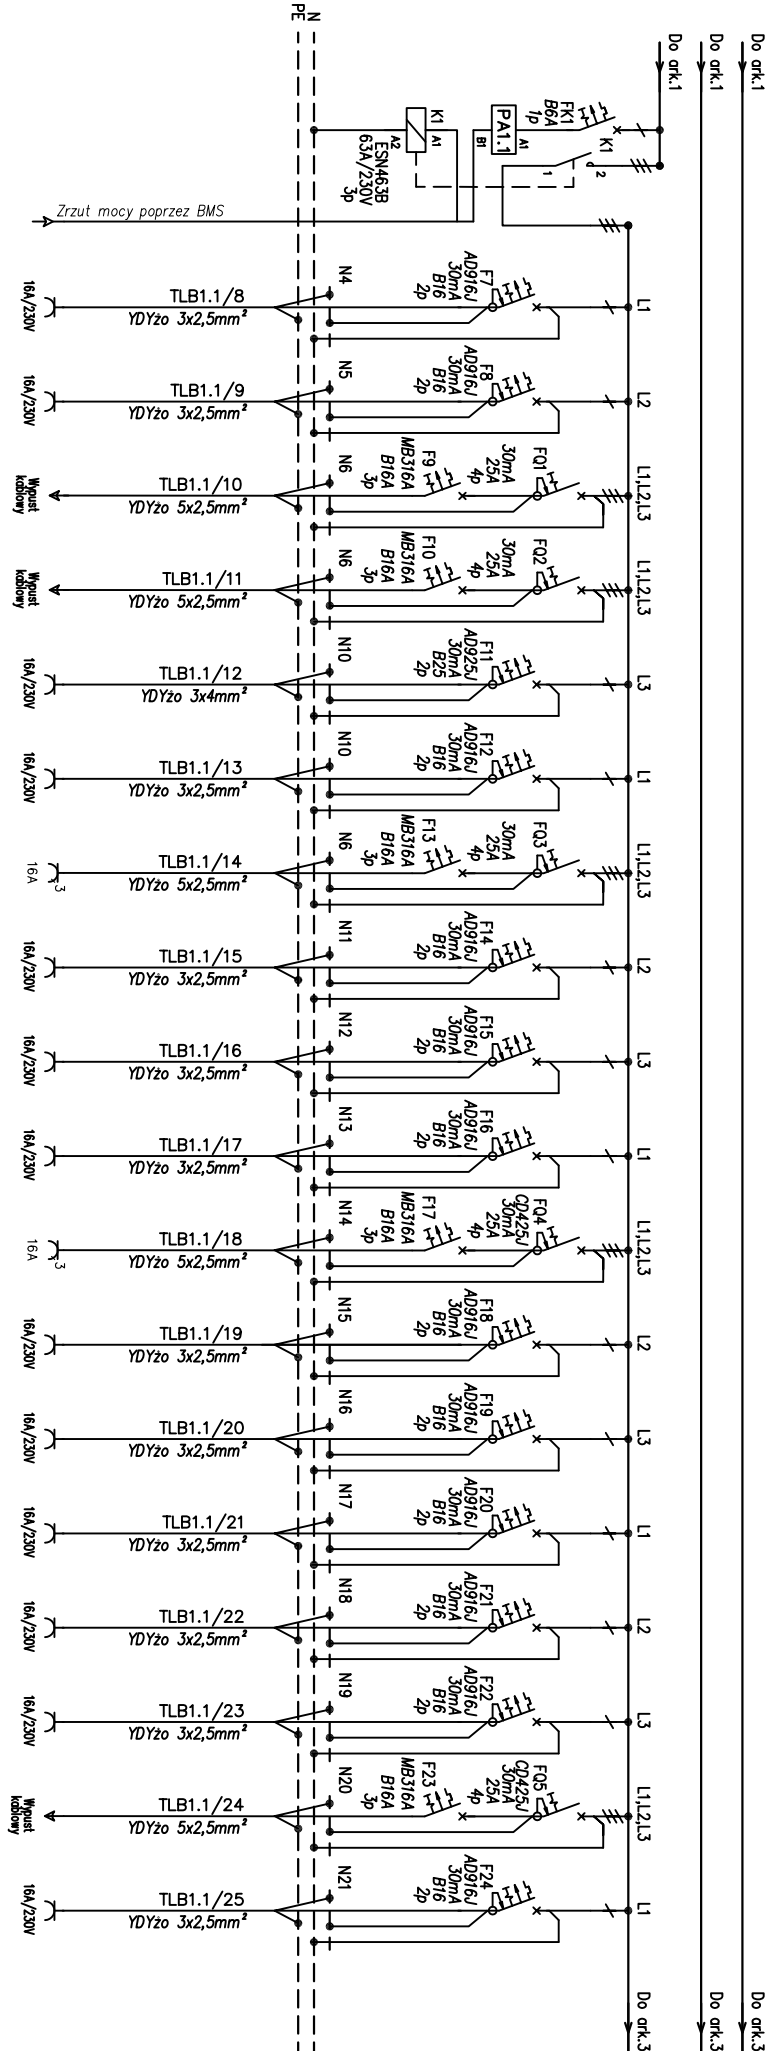 Do ark.1
Do ark.1
Do ark.1
N
PE
FK1
B6A
1p
K1
1
2
PA1.1
A1
B1
K1
A1
A2
ESN463B
63A/230V
3p
Zrzut mocy poprzez BMS
L1
F7
AD916J
30mA
B16
2p
N4
TLB1.1/8
YDYżo 3x2,5mm²
16A/230V
L2
F8
AD916J
30mA
B16
2p
N5
TLB1.1/9
YDYżo 3x2,5mm²
16A/230V
L1,L2,L3
FQ1
30mA
25A
4p
F9
MB316A
B16A
3p
N6
TLB1.1/10
YDYżo 5x2,5mm²
Wypust
kablowy
L1,L2,L3
FQ2
30mA
25A
4p
F10
MB316A
B16A
3p
N6
TLB1.1/11
YDYżo 5x2,5mm²
Wypust
kablowy
L3
F11
AD925J
30mA
B25
2p
N10
TLB1.1/12
YDYżo 3x4mm²
16A/230V
L1
F12
AD916J
30mA
B16
2p
N10
TLB1.1/13
YDYżo 3x2,5mm²
16A/230V
L1,L2,L3
FQ3
30mA
25A
4p
F13
MB316A
B16A
3p
N6
TLB1.1/14
YDYżo 5x2,5mm²
3
16A
L2
F14
AD916J
30mA
B16
2p
N11
TLB1.1/15
YDYżo 3x2,5mm²
16A/230V
L3
F15
AD916J
30mA
B16
2p
N12
TLB1.1/16
YDYżo 3x2,5mm²
16A/230V
L1
F16
AD916J
30mA
B16
2p
N13
TLB1.1/17
YDYżo 3x2,5mm²
16A/230V
L1,L2,L3
FQ4
CD425J
30mA
25A
4p
F17
MB316A
B16A
3p
N14
TLB1.1/18
YDYżo 5x2,5mm²
3
16A
L2
F18
AD916J
30mA
B16
2p
N15
TLB1.1/19
YDYżo 3x2,5mm²
16A/230V
L3
F19
AD916J
30mA
B16
2p
N16
TLB1.1/20
YDYżo 3x2,5mm²
16A/230V
L1
F20
AD916J
30mA
B16
2p
N17
TLB1.1/21
YDYżo 3x2,5mm²
16A/230V
L2
F21
AD916J
30mA
B16
2p
N18
TLB1.1/22
YDYżo 3x2,5mm²
16A/230V
L3
F22
AD916J
30mA
B16
2p
N19
TLB1.1/23
YDYżo 3x2,5mm²
16A/230V
L1,L2,L3
FQ5
CD425J
30mA
25A
4p
F23
MB316A
B16A
3p
N20
TLB1.1/24
YDYżo 5x2,5mm²
Wypust
kablowy
L1
F24
AD916J
30mA
B16
2p
N21
TLB1.1/25
YDYżo 3x2,5mm²
16A/230V
Do ark.3
Do ark.3
Do ark.3